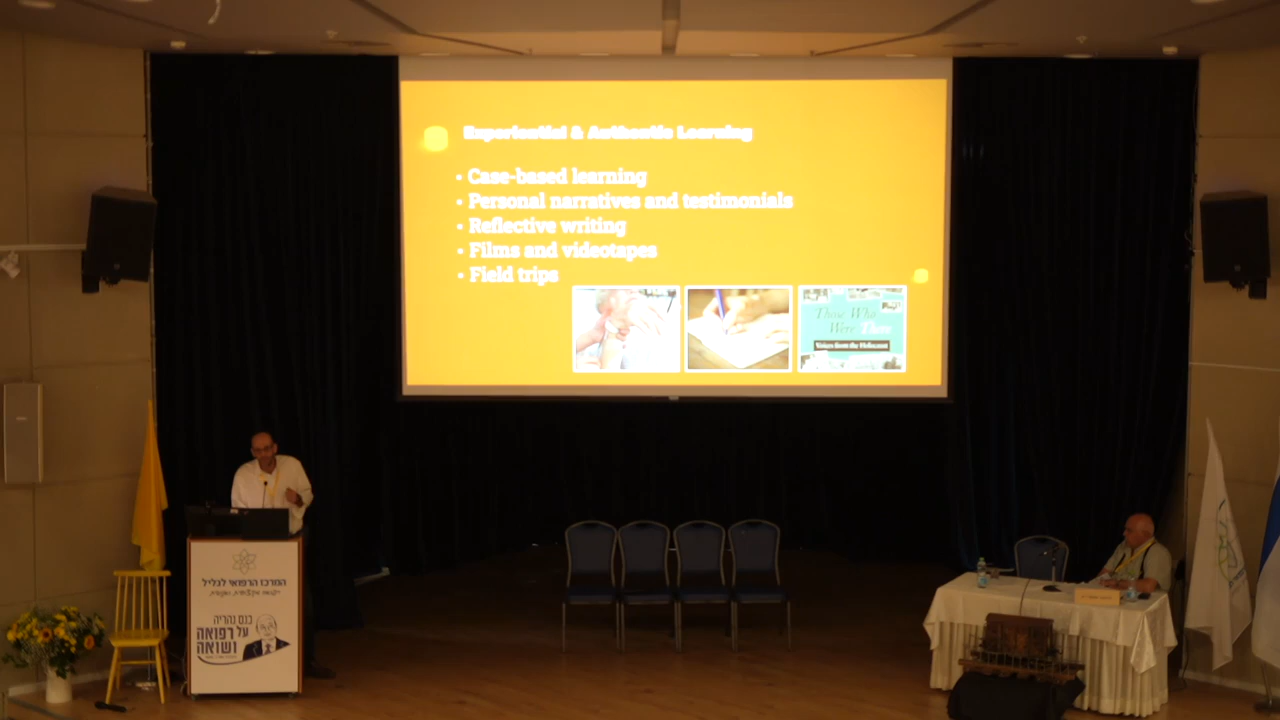 Experiential & Authentic Learning
• Case-based learning
• Personal narratives and testimonials
• Reflective writing
• Films and videotapes
• Field trips
Those Who
Were There
Voices from the Holocaust
המרכז הרפואי לגליל
כנס נהריה
על רפואה
ושואה